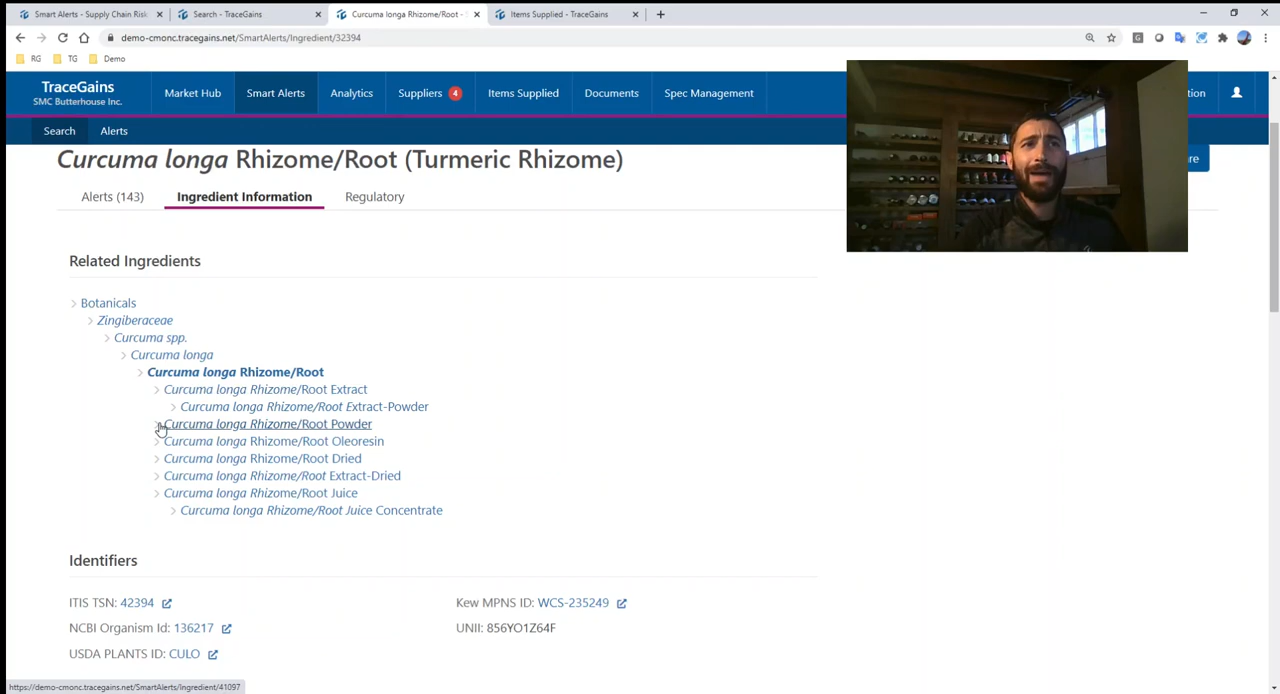 Smart Alerts - Supply Chain Risk
Search - TraceGains
Curcuma longa Rhizome/Root - S
Items Supplied - TraceGains
demo-cmonc.tracegains.net/SmartAlerts/Ingredient/32394
RG
TG
Demo
TraceGains
SMC Butterhouse Inc.
Market Hub
Smart Alerts
Analytics
Suppliers 4
Items Supplied
Documents
Spec Management
tion
Search
Alerts
Curcuma longa Rhizome/Root (Turmeric Rhizome)
re
Alerts (143)
Ingredient Information
Regulatory
Related Ingredients
Botanicals
Zingiberaceae
Curcuma spp.
Curcuma longa
Curcuma longa Rhizome/Root
Curcuma longa Rhizome/Root Extract
Curcuma longa Rhizome/Root Extract-Powder
Curcuma longa Rhizome/Root Powder
Curcuma longa Rhizome/Root Oleoresin
Curcuma longa Rhizome/Root Dried
Curcuma longa Rhizome/Root Extract-Dried
Curcuma longa Rhizome/Root Juice
Curcuma longa Rhizome/Root Juice Concentrate
Identifiers
ITIS TSN: 42394
Kew MPNS ID: WCS-235249
NCBI Organism Id: 136217
UNII: 856YO1Z64F
USDA PLANTS ID: CULO
https://demo-cmonc.tracegains.net/SmartAlerts/Ingredient/41097